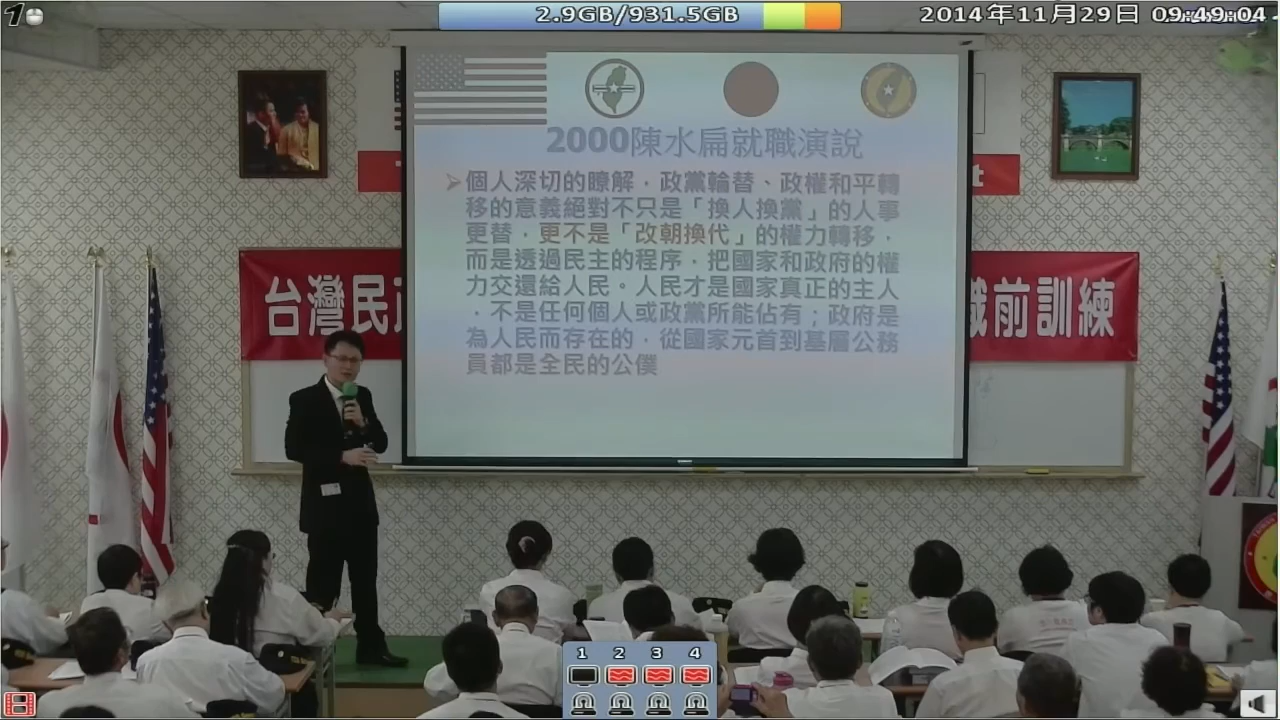 1
2.9GB/931.5GB
2014年11月29日 09:49:04
2000陳水扁就職演說
➢個人深切的瞭解，政黨輪替、政權和平轉
移的意義絕對不只是「換人換黨」的人事
更替，更不是「改朝換代」的權力轉移，
而是透過民主的程序，把國家和政府的權
力交還給人民。人民才是國家真正的主人
，不是任何個人或政黨所能佔有；政府是
為人民而存在的，從國家元首到基層公務
員都是全民的公僕
台灣民政
職前訓練
t
1 2 3 4